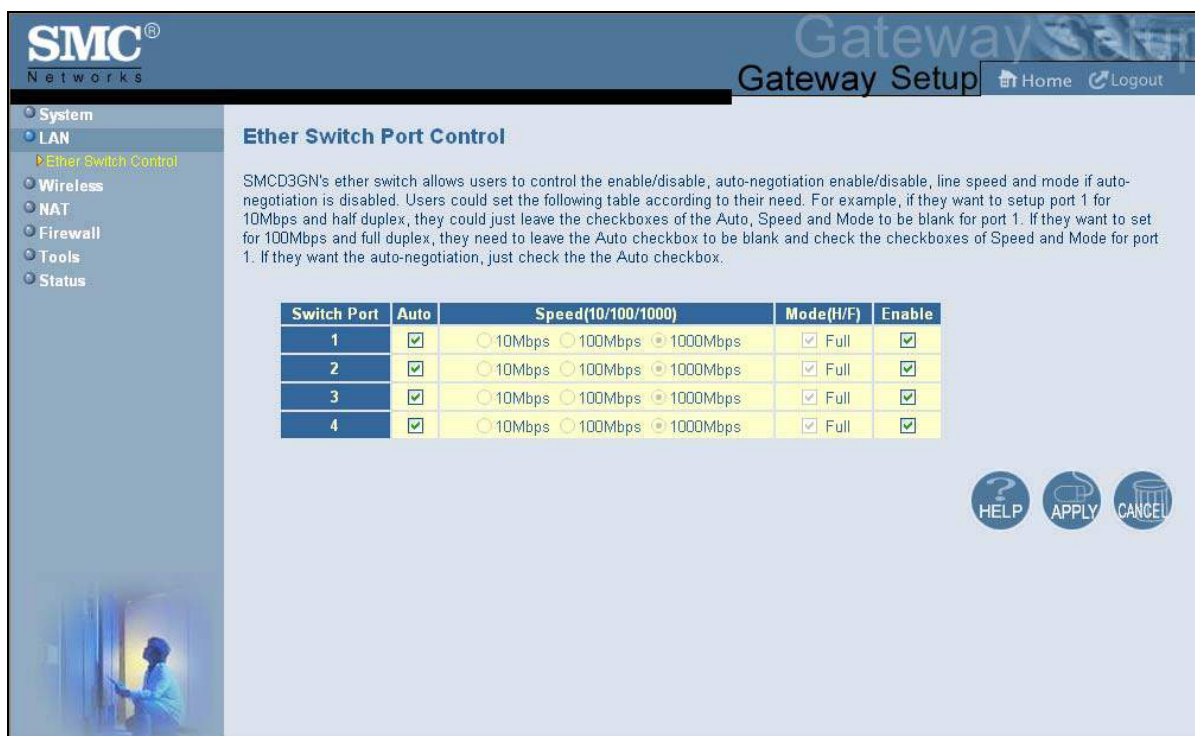 SMC®
Networks
Gateway Setup
Gateway Setup
Home
Logout
System
LAN
Ether Switch Control
Wireless
NAT
Firewall
Tools
Status
Ether Switch Port Control
SMCD3GN's ether switch allows users to control the enable/disable, auto-negotiation enable/disable, line speed and mode if auto-
negotiation is disabled. Users could set the following table according to their need. For example, if they want to setup port 1 for
10Mbps and half duplex, they could just leave the checkboxes of the Auto, Speed and Mode to be blank for port 1. If they want to set
for 100Mbps and full duplex, they need to leave the Auto checkbox to be blank and check the checkboxes of Speed and Mode for port
1. If they want the auto-negotiation, just check the the Auto checkbox.
Switch Port Auto Speed(10/100/1000) Mode(H/F) Enable
1 10Mbps 100Mbps 1000Mbps Full
2 10Mbps 100Mbps 1000Mbps Full
3 10Mbps 100Mbps 1000Mbps Full
4 10Mbps 100Mbps 1000Mbps Full
HELP
APPLY
CANCEL